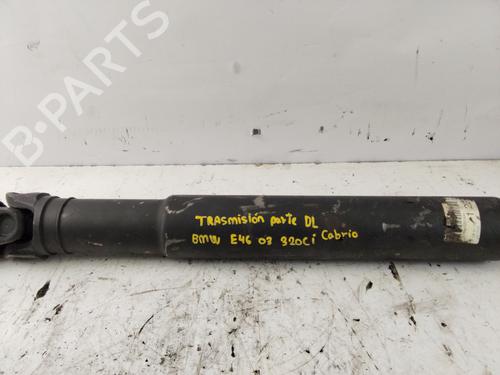 B-PARTS
TRASMISIÓN PARTE DL
BMW E46 03 320Ci Cabrio